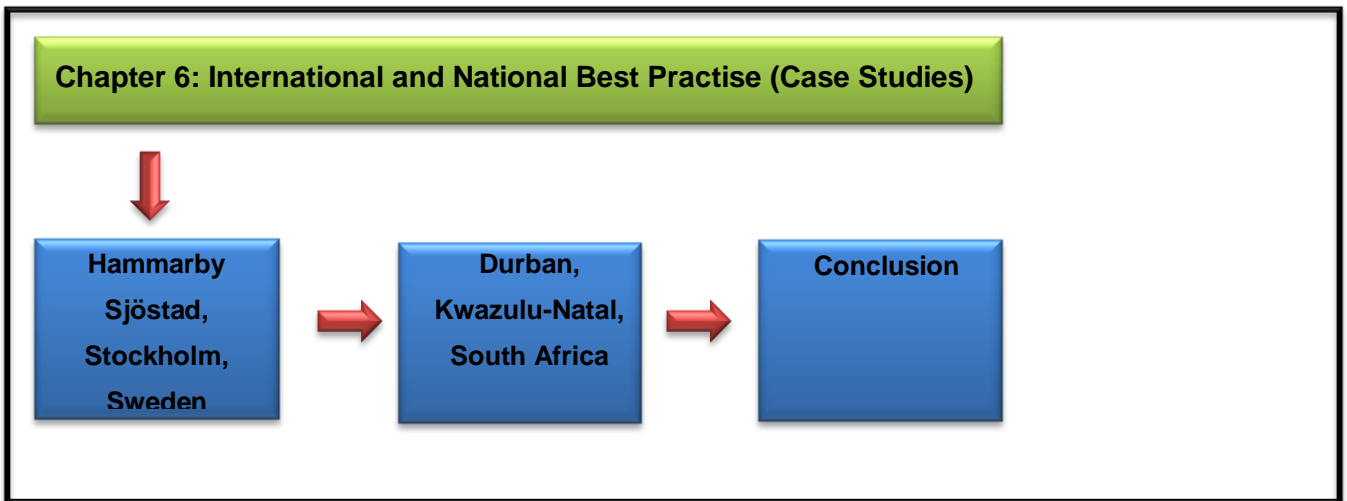 Chapter 6: International and National Best Practise (Case Studies)
Hammarby
Sjöstad,
Stockholm,
Sweden
Durban,
Kwazulu-Natal,
South Africa
Conclusion